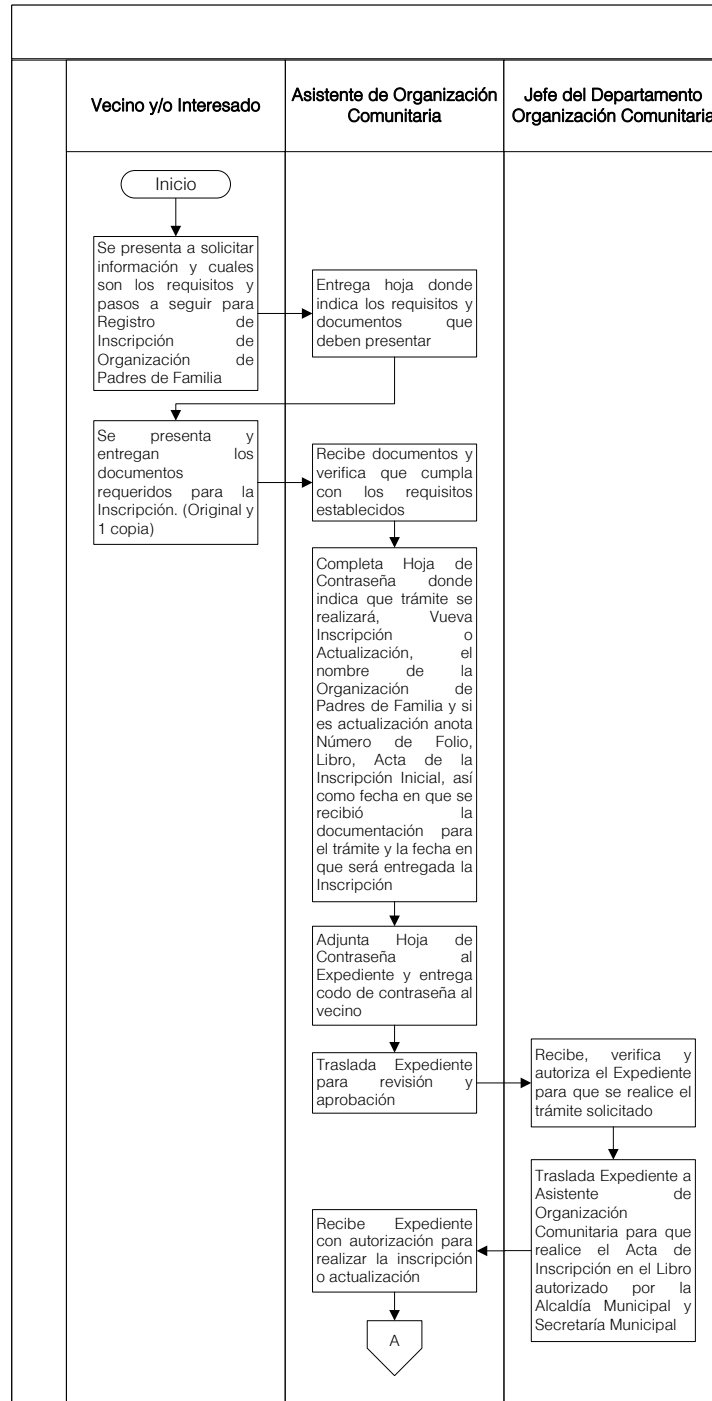 Vecino y/o Interesado
Asistente de Organización
Comunitaria
Jefe del Departamento
Organización Comunitaria
Inicio
Se presenta a solicitar
información y cuales
son los requisitos y
pasos a seguir para
Registro de
Inscripción de
Organización de
Padres de Familia
Entrega hoja donde
indica los requisitos y
documentos que
deben presentar
Se presenta y
entregan los
documentos
requeridos para la
Inscripción. (Original y
1 copia)
Recibe documentos y
verifica que cumpla
con los requisitos
establecidos
Completa Hoja de
Contraseña donde
indica que trámite se
realizará, Vueva
Inscripción o
Actualización, el
nombre de la
Organización de
Padres de Familia y si
es actualización anota
Número de Folio,
Libro, Acta de la
Inscripción Inicial, así
como fecha en que se
recibió la
documentación para
el trámite y la fecha en
que será entregada la
Inscripción
Adjunta Hoja de
Contraseña al
Expediente y entrega
codo de contraseña al
vecino
Traslada Expediente
para revisión y
aprobación
Recibe, verifica y
autoriza el Expediente
para que se realice el
trámite solicitado
Traslada Expediente a
Asistente de
Organización
Comunitaria para que
realice el Acta de
Inscripción en el Libro
autorizado por la
Alcaldía Municipal y
Secretaría Municipal
Recibe Expediente
con autorización para
realizar la inscripción
o actualización
A